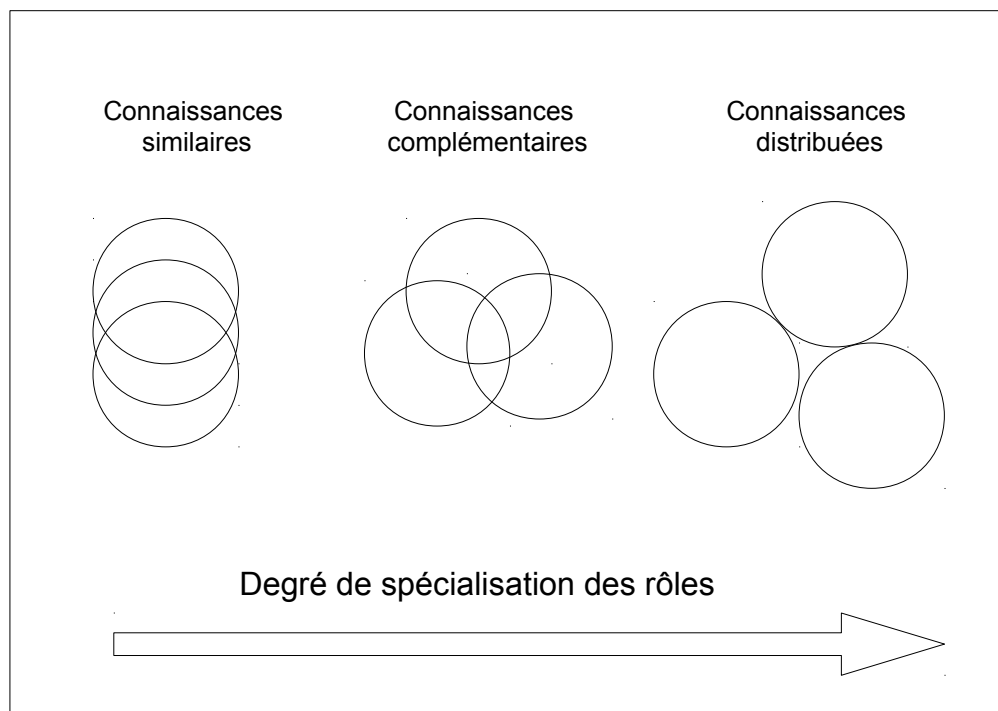 Connaissances
similaires
Connaissances
complémentaires
Connaissances
distribuées
Degré de spécialisation des rôles